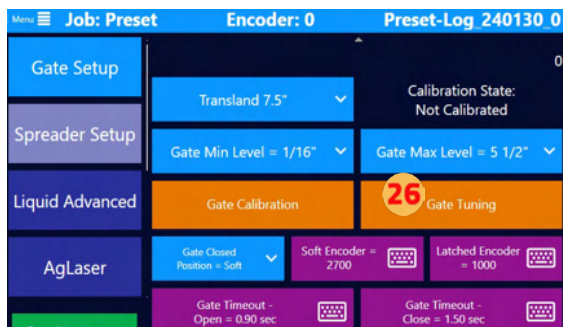 Menu Job: Preset Encoder: 0 Preset-Log_240130_0
0
Gate Setup
Transland 7.5"
Calibration State:
Not Calibrated
Spreader Setup
Gate Min Level = 1/16"
Gate Max Level = 5 1/2"
Liquid Advanced
Gate Calibration
26 Gate Tuning
AgLaser
Gate Closed
Position = Soft
Soft Encoder =
2700
Latched Encoder
= 1000
Gate Timeout -
Open = 0.90 sec
Gate Timeout -
Close = 1.50 sec